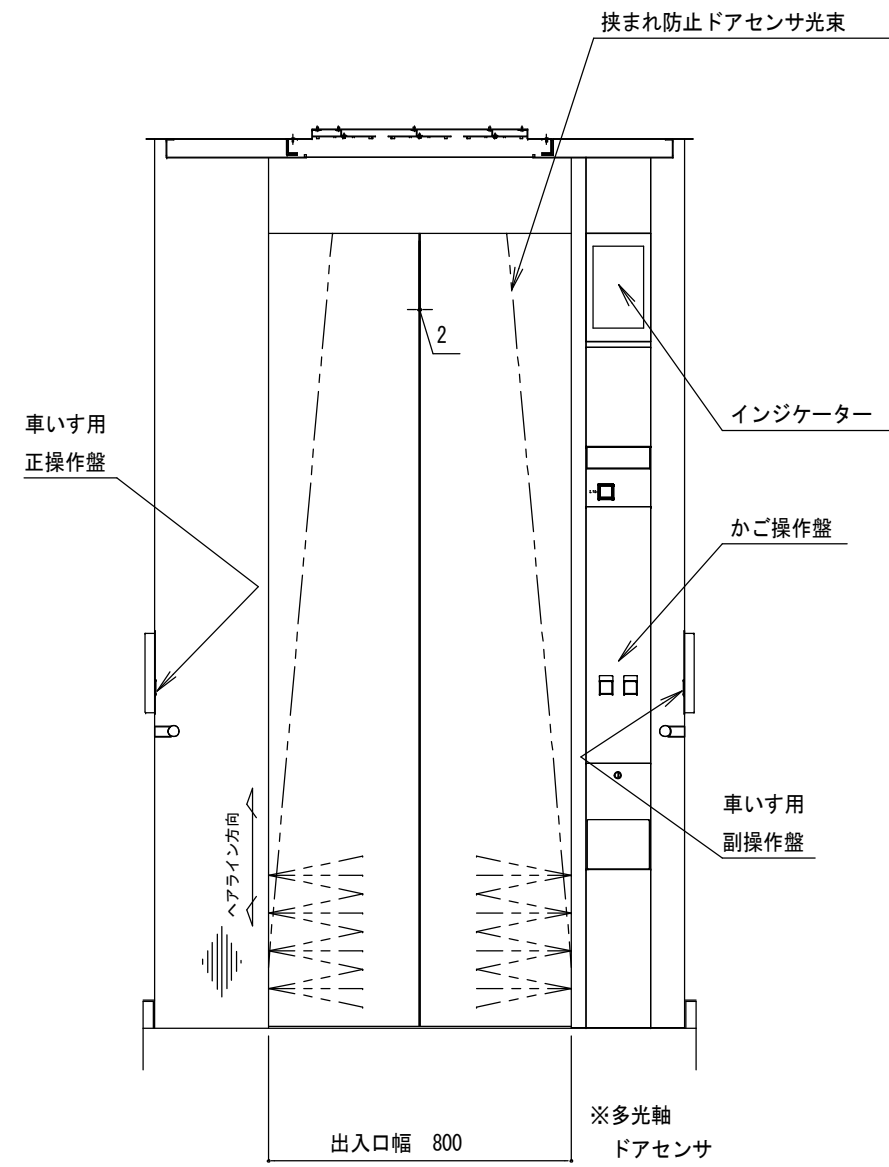 挟まれ防止ドアセンサ光束
2
インジケーター
車いす用
正操作盤
かご操作盤
車いす用
副操作盤
ヘアライン方向
出入口幅 800
※多光軸
ドアセンサ